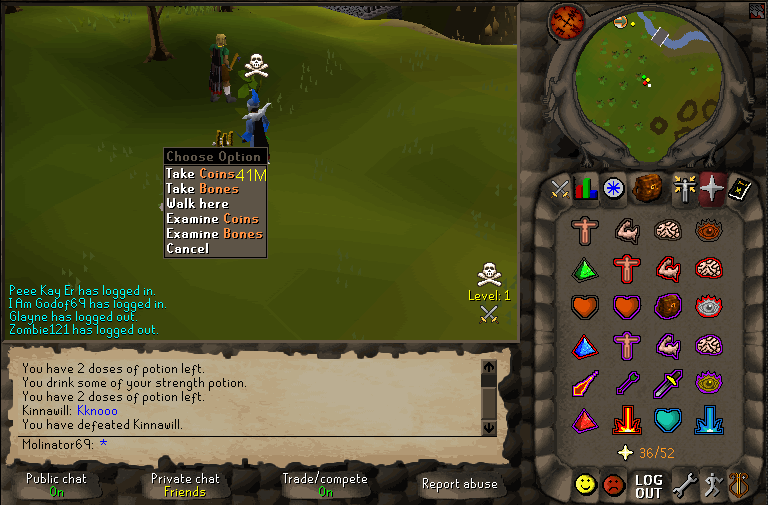 Choose Option
Take Coins 41M
Take Bones
Walk here
Examine Coins
Examine Bones
Cancel
Level: 1
Peee Kay Er has logged in.
I Am Godof69 has logged in.
Glayne has logged out.
Zombie121 has logged out.
You have 2 doses of potion left.
You drink some of your strength potion.
You have 2 doses of potion left.
Kinnawill: Kknooo
You have defeated Kinnawill.
Molinator69: *
36/52
Public chat
On
Private chat
Friends
Trade/compete
On
Report abuse
LOG
OUT